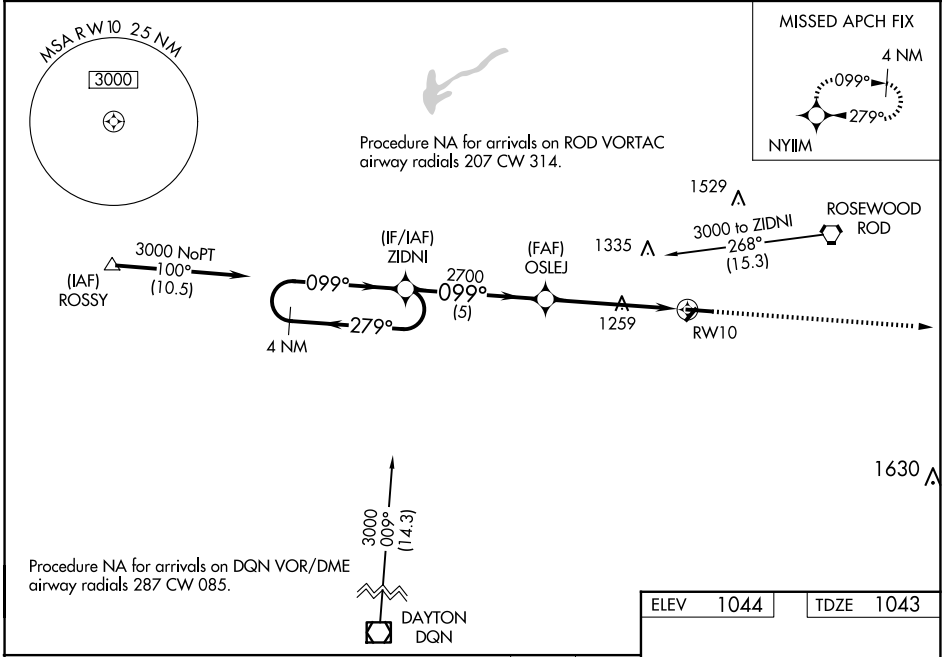 MSA RW 10 25 NM
3000
MISSED APCH FIX
4 NM
099°
279°
NYIIM
Procedure NA for arrivals on ROD VORTAC
airway radials 207 CW 314.
1529
ROSEWOOD
ROD
3000 to ZIDNI
268°
(15.3)
1335
(IAF)
ROSSY
3000 NoPT
100°
(10.5)
(IF/IAF)
ZIDNI
099°
279°
4 NM
2700
099°
(5)
(FAF)
OSLEJ
1259
RW10
1630
3000
009°
(14.3)
Procedure NA for arrivals on DQN VOR/DME
airway radials 287 CW 085.
DAYTON
DQN
ELEV 1044
TDZE 1043